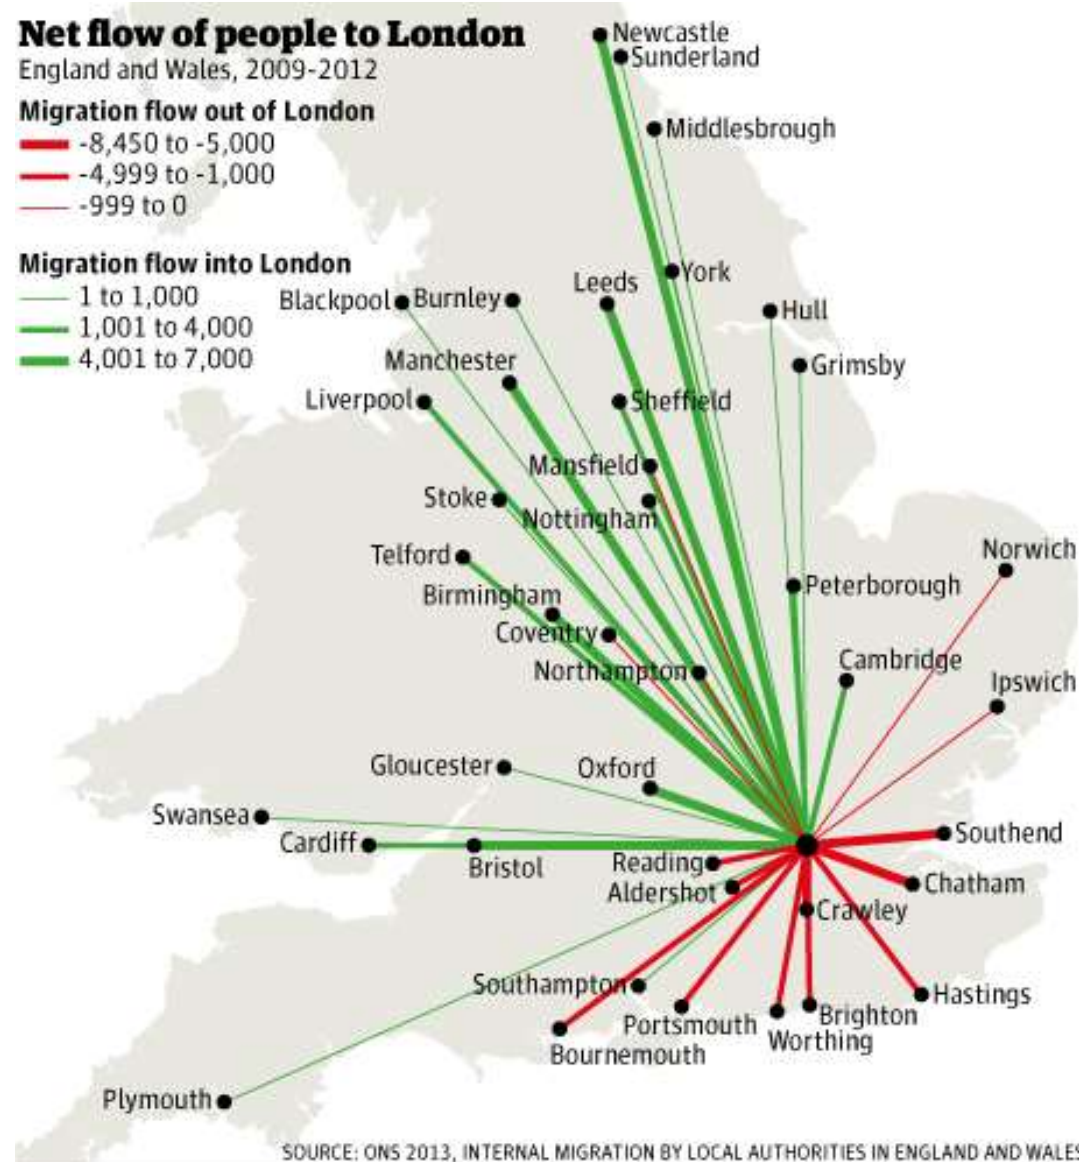 Net flow of people to London
England and Wales, 2009-2012
Migration flow out of London
-8,450 to -5,000
-4,999 to -1,000
-999 to 0
Migration flow into London
1 to 1,000
1,001 to 4,000
4,001 to 7,000
Newcastle
Sunderland
Middlesbrough
York
Leeds
Blackpool
Burnley
Hull
Manchester
Grimsby
Liverpool
Sheffield
Mansfield
Stoke
Nottingham
Telford
Norwich
Birmingham
Peterborough
Coventry
Northampton
Cambridge
Ipswich
Gloucester
Oxford
Swansea
Cardiff
Bristol
Southend
Reading
Aldershot
Chatham
Crawley
Southampton
Hastings
Portsmouth
Brighton
Worthing
Bournemouth
Plymouth
SOURCE: ONS 2013, INTERNAL MIGRATION BY LOCAL AUTHORITIES IN ENGLAND AND WALES